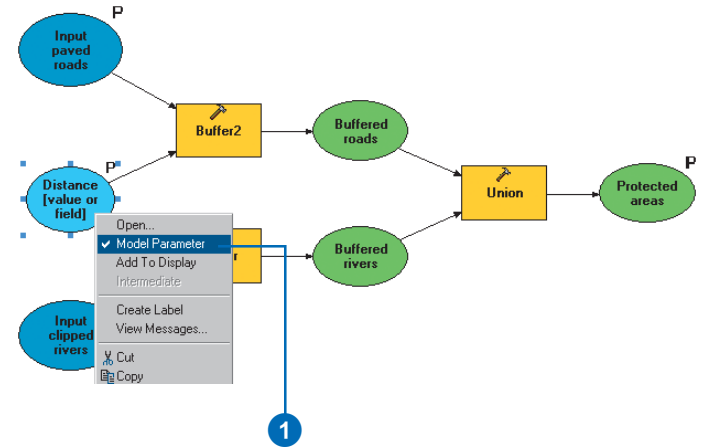 P
Input
paved
roads
Buffer2
Buffered
roads
P
Distance
[value or
field]
Union
P
Protected
areas
Open...
Model Parameter
Add To Display
Intermediate
Create Label
View Messages...
Cut
Copy
r
Buffered
rivers
Input
clipped
rivers
1